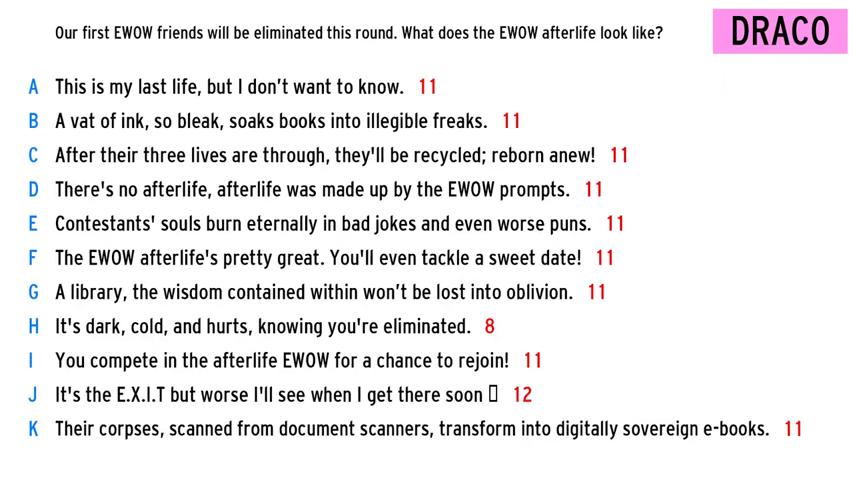 Our first EWOW friends will be eliminated this round. What does the EWOW afterlife look like?
DRACO
A This is my last life, but I don’t want to know. 11
B A vat of ink, so bleak, soaks books into illegible freaks. 11
C After their three lives are through, they'll be recycled; reborn anew! 11
D There's no afterlife, afterlife was made up by the EWOW prompts. 11
E Contestants' souls burn eternally in bad jokes and even worse puns. 11
F The EWOW afterlife's pretty great. You'll even tackle a sweet date! 11
G A library, the wisdom contained within won’t be lost into oblivion. 11
H It's dark, cold, and hurts, knowing you're eliminated. 8
I You compete in the afterlife EWOW for a chance to rejoin! 11
J It's the E.X.I.T but worse I'll see when I get there soon 12
K Their corpses, scanned from document scanners, transform into digitally sovereign e-books. 11